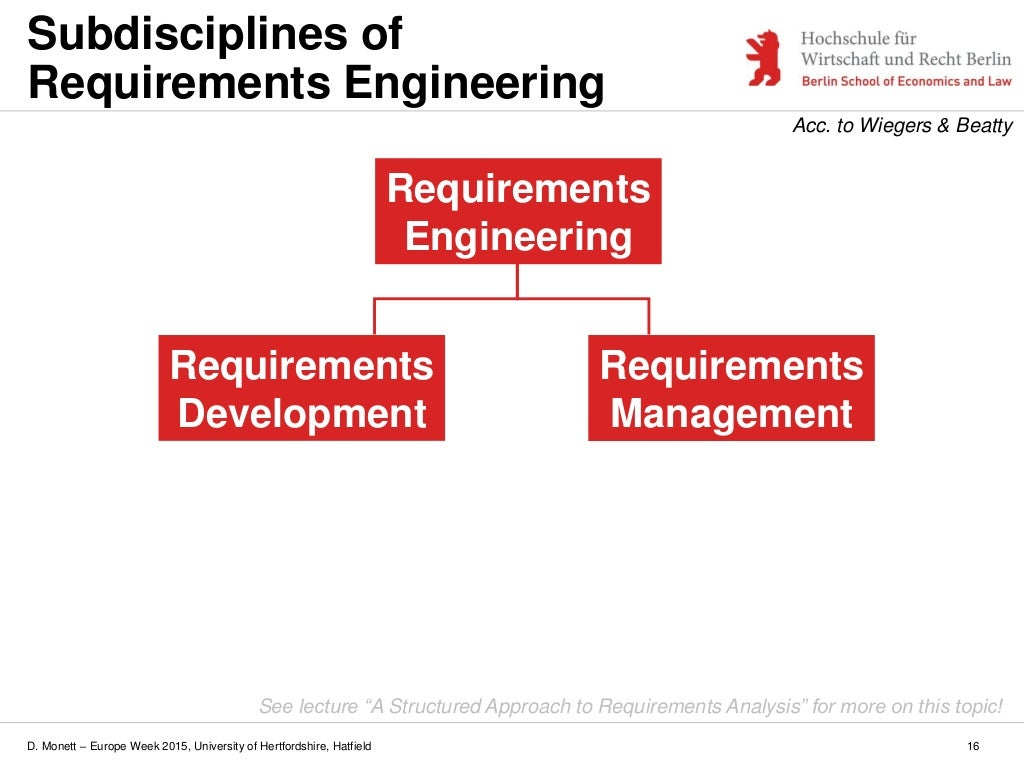 Subdisciplines of
Requirements Engineering
Hochschule für
Wirtschaft und Recht Berlin
Berlin School of Economics and Law
Acc. to Wiegers & Beatty
Requirements
Engineering
Requirements
Development
Requirements
Management
See lecture “A Structured Approach to Requirements Analysis” for more on this topic!
D. Monett – Europe Week 2015, University of Hertfordshire, Hatfield
16